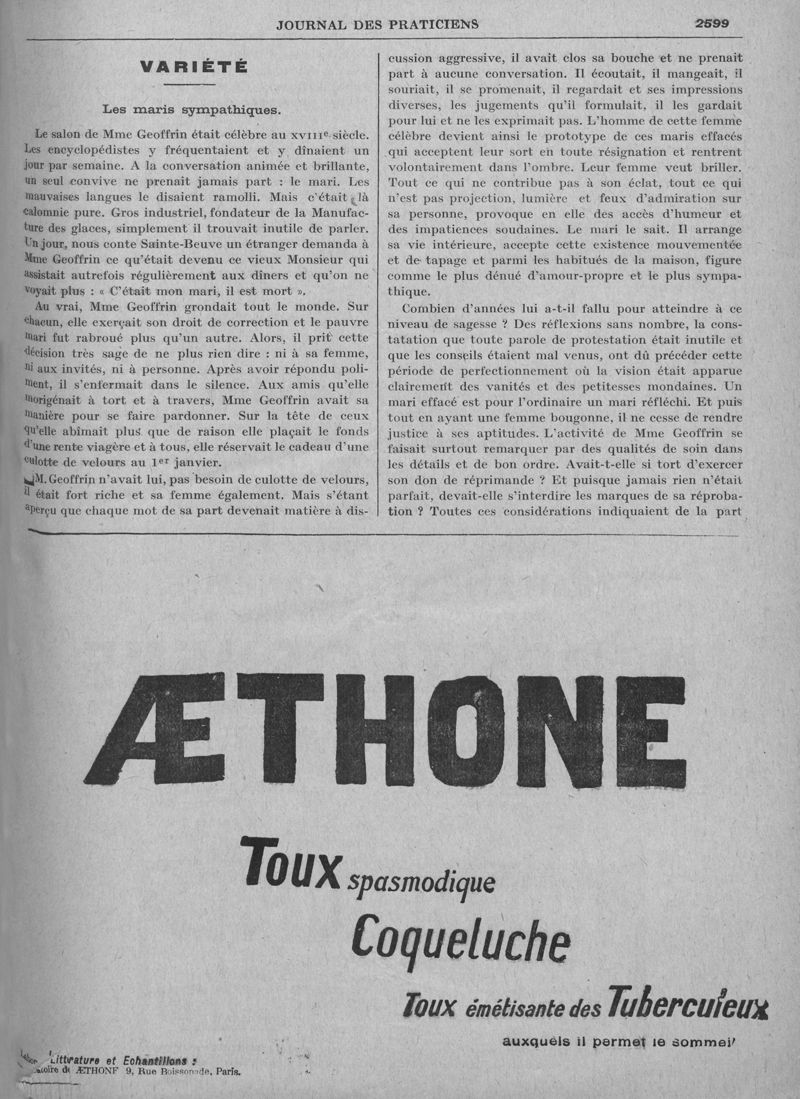 JOURNAL DES PRATICIENS 2599
VARIÉTÉ
Les maris sympathiques.
Le salon de Mme Geoffrin était célèbre au XVIIIe siècle.
Les encyclopédistes y fréquentaient et y dînaient un
jour par semaine. A la conversation animée et brillante,
un seul convive ne prenait jamais part : le mari. Les
mauvaises langues le disaient ramolli. Mais c'était là
calomnie pure. Gros industriel, fondateur de la Manufac-
ture des glaces, simplement il trouvait inutile de parler.
Un jour, nous conte Sainte-Beuve un étranger demanda à
Mme Geoffrin ce qu'était devenu ce vieux Monsieur qui
assistait autrefois régulièrement aux dîners et qu'on ne
voyait plus : « C'était mon mari, il est mort ».
Au vrai, Mme Geoffrin grondait tout le monde. Sur
chacun, elle exerçait son droit de correction et le pauvre
mari fut rabroué plus qu'un autre. Alors, il prit cette
décision très sage de ne plus rien dire : ni à sa femme,
ni aux invités, ni à personne. Après avoir répondu poli-
ment, il s'enfermait dans le silence. Aux amis qu'elle
morigénait à tort et à travers, Mme Geoffrin avait sa
manière pour se faire pardonner. Sur la tête de ceux
qu'elle abîmait plus que de raison elle plaçait le fonds
d'une rente viagère et à tous, elle réservait le cadeau d'une
culotte de velours au 1er janvier.
M. Geoffrin n'avait lui, pas besoin de culotte de velours,
il était fort riche et sa femme également. Mais s'étant
aperçu que chaque mot de sa part devenait matière à dis-
cussion aggressive, il avait clos sa bouche et ne prenait
part à aucune conversation. Il écoutait, il mangeait, il
souriait, il se promenait, il regardait et ses impressions
diverses, les jugements qu'il formulait, il les gardait
pour lui et ne les exprimait pas. L'homme de cette femme
célèbre devient ainsi le prototype de ces maris effacés
qui acceptent leur sort en toute résignation et rentrent
volontairement dans l'ombre. Leur femme veut briller.
Tout ce qui ne contribue pas à son éclat, tout ce qui
n'est pas projection, lumière et feux d'admiration sur
sa personne, provoque en elle des accès d'humeur et
des impatiences soudaines. Le mari le sait. Il arrange
sa vie intérieure, accepte cette existence mouvementée
et de tapage et parmi les habitués de la maison, figure
comme le plus dénué d'amour-propre et le plus sympa-
thique.
Combien d'années lui a-t-il fallu pour atteindre à ce
niveau de sagesse ? Des réflexions sans nombre, la cons-
tatation que toute parole de protestation était inutile et
que les conseils étaient mal venus, ont dû précéder cette
période de perfectionnement où la vision était apparue
clairement des vanités et des petitesses mondaines. Un
mari effacé est pour l'ordinaire un mari réfléchi. Et puis
tout en ayant une femme bougonne, il ne cesse de rendre
justice à ses aptitudes. L'activité de Mme Geoffrin se
faisait surtout remarquer par des qualités de soin dans
les détails et de bon ordre. Avait-t-elle si tort d'exercer
son don de réprimande ? Et puisque jamais rien n'était
parfait, devait-elle s'interdire les marques de sa réproba-
tion ? Toutes ces considérations indiquaient de la part
ÆTHONE
Toux spasmodique
Coqueluche
Toux émétisante des Tuberculeux
auxquels il permet le sommeil
Littérature et Echantillons :
de ÆTHONE 9, Rue Boissonade, Paris.